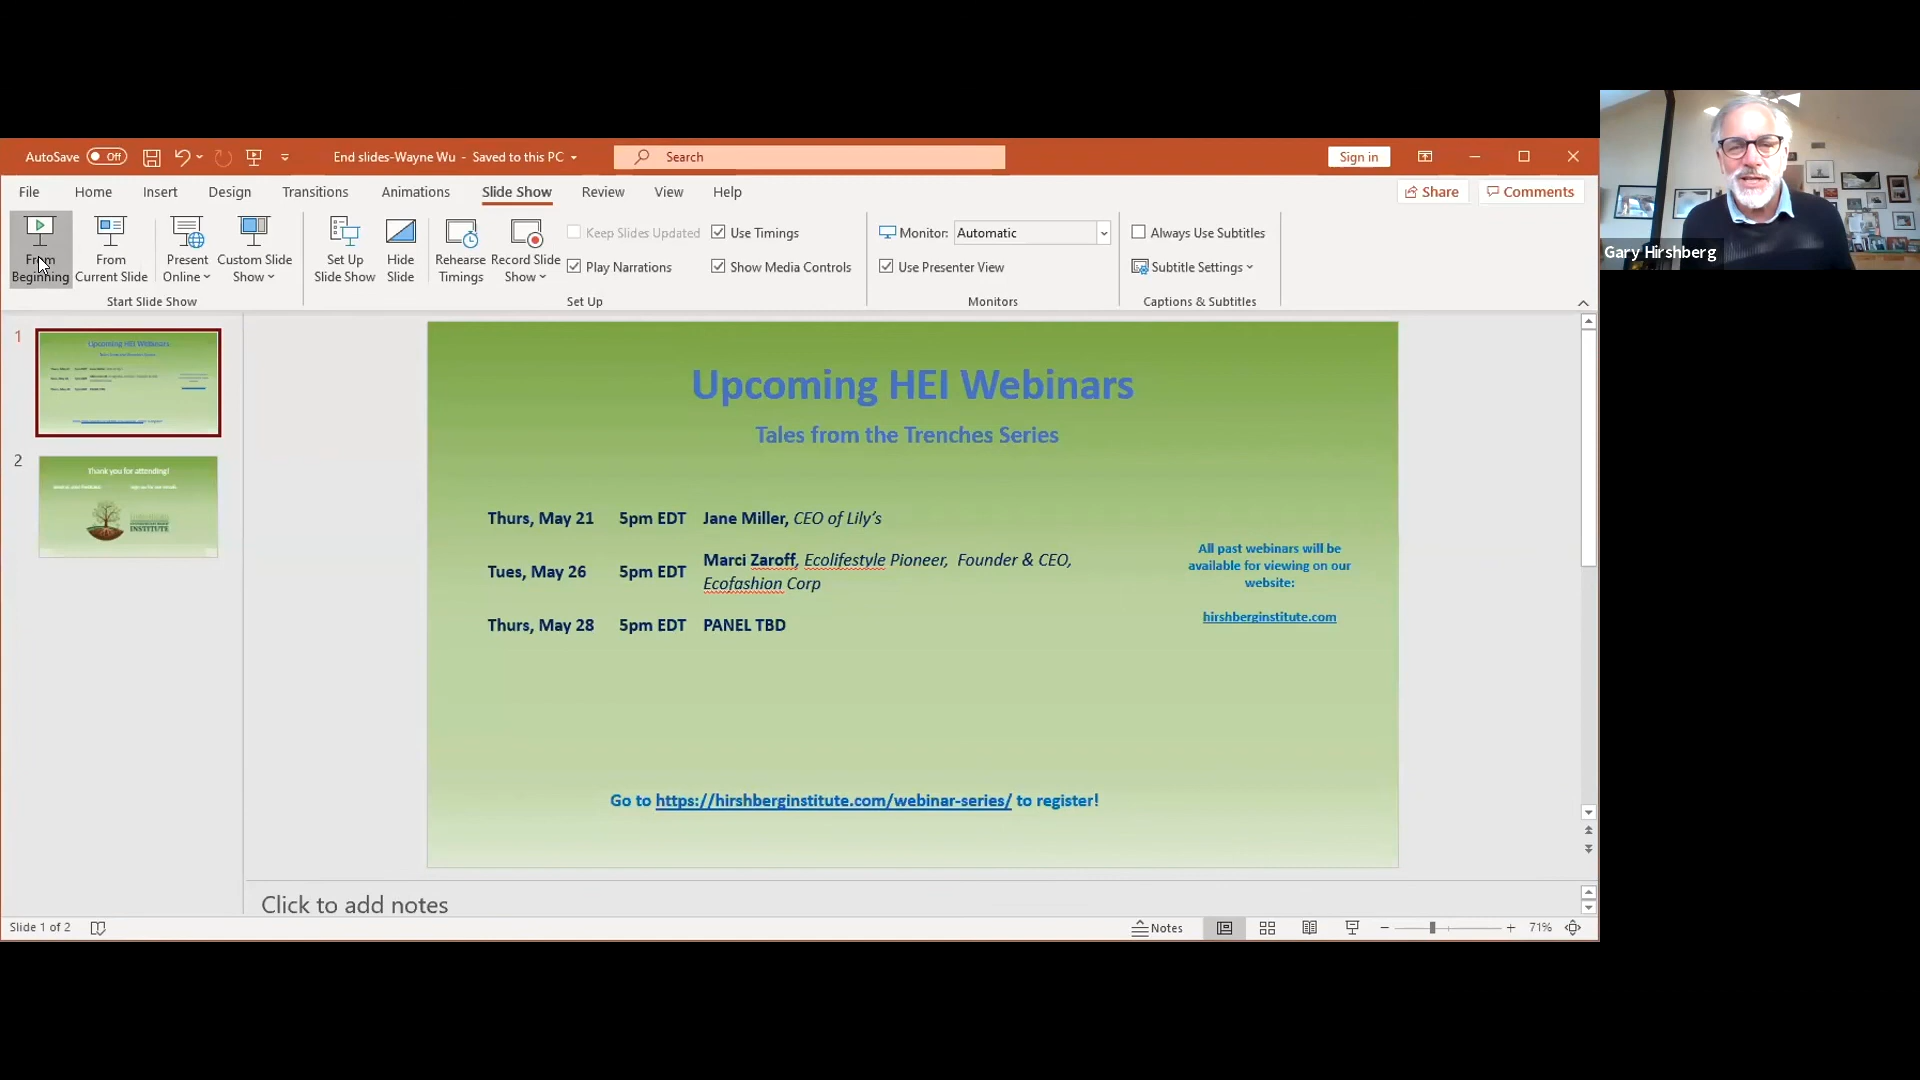 AutoSave Off End slides-Wayne Wu - Saved to this PC Search Sign in
File Home Insert Design Transitions Animations Slide Show Review View Help Share Comments
From Beginning
From Current Slide
Present Online
Custom Slide Show
Start Slide Show
Set Up Slide Show
Hide Slide
Rehearse Timings
Record Slide Show
Keep Slides Updated
Use Timings
Play Narrations
Show Media Controls
Set Up
Monitor: Automatic
Use Presenter View
Monitors
Always Use Subtitles
Subtitle Settings
Captions & Subtitles
Gary Hirshberg
1
Upcoming HEI Webinars
2
Thank you for attending!
INSTITUTE
Upcoming HEI Webinars
Tales from the Trenches Series
Thurs, May 21 5pm EDT Jane Miller, CEO of Lily's
Tues, May 26 5pm EDT Marci Zaroff, Ecolifestyle Pioneer, Founder & CEO,
Ecofashion Corp
Thurs, May 28 5pm EDT PANEL TBD
All past webinars will be
available for viewing on our
website:
hirshberginstitute.com
Go to https://hirshberginstitute.com/webinar-series/ to register!
Click to add notes
Slide 1 of 2 Notes 71%